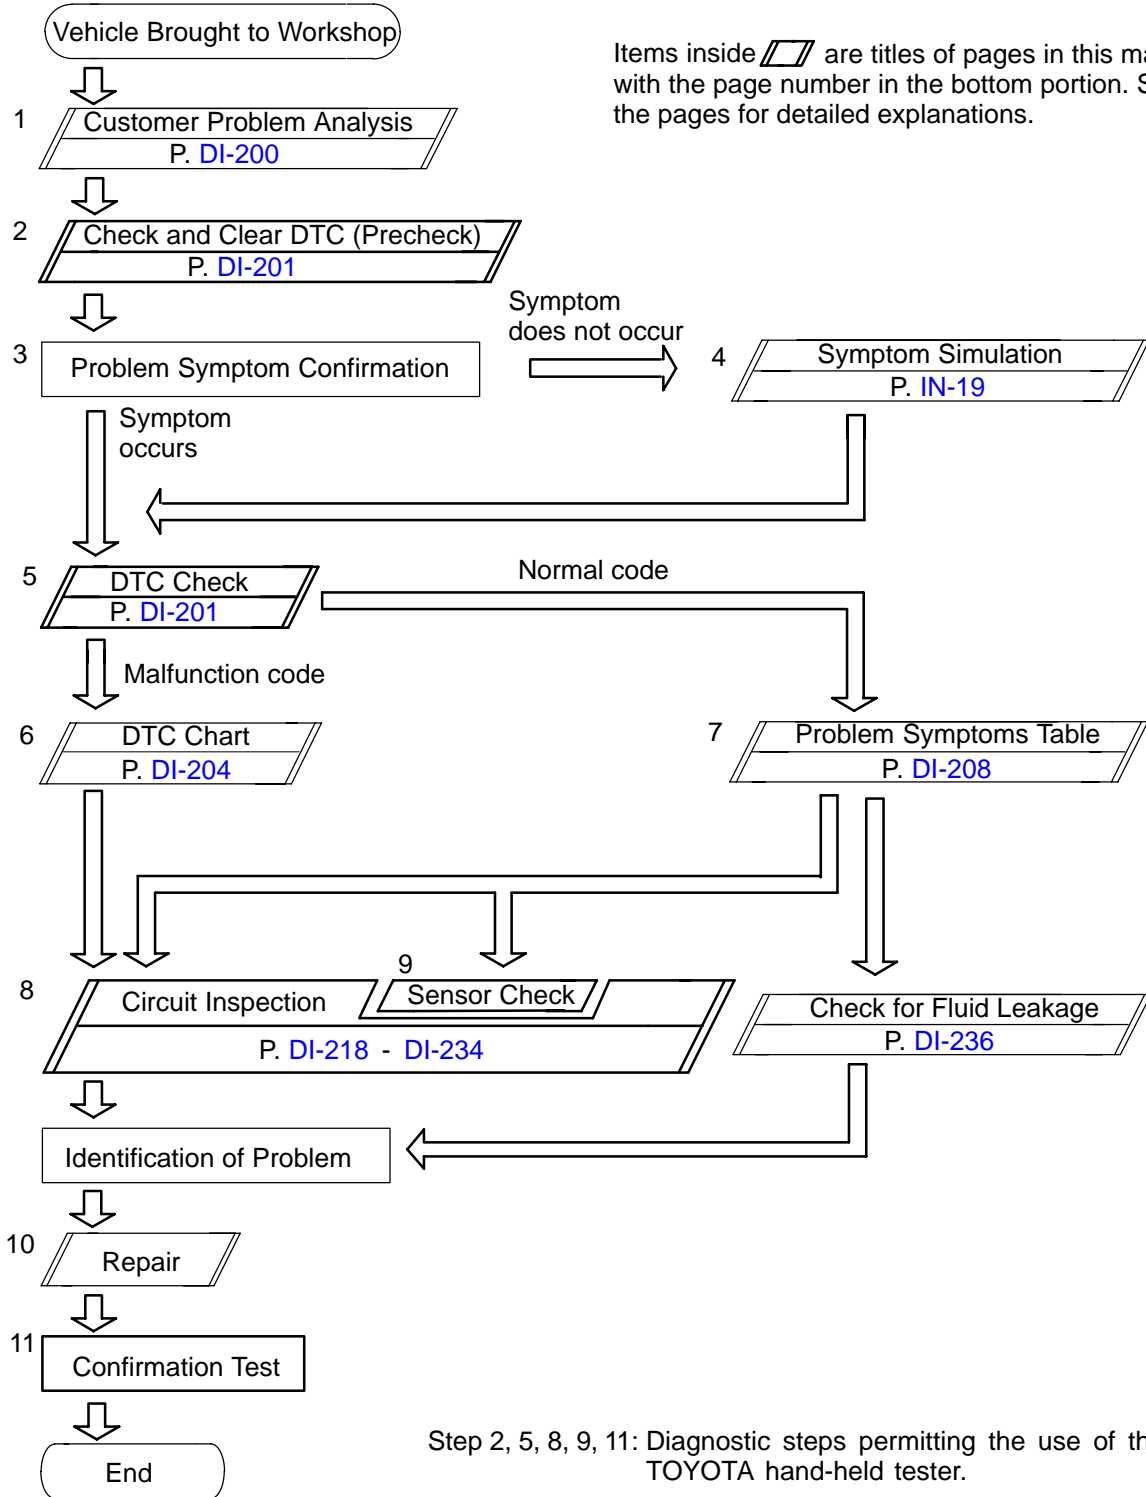 Vehicle Brought to Workshop
Items inside are titles of pages in this
with the page number in the bottom portion.
the pages for detailed explanations.
1
Customer Problem Analysis
P. DI-200
2
Check and Clear DTC (Precheck)
P. DI-201
3
Problem Symptom Confirmation
Symptom
does not occur
4
Symptom Simulation
P. IN-19
Symptom
occurs
5
DTC Check
P. DI-201
Normal code
Malfunction code
6
DTC Chart
P. DI-204
7
Problem Symptoms Table
P. DI-208
8
Circuit Inspection
9
Sensor Check
P. DI-218 - DI-234
Check for Fluid Leakage
P. DI-236
Identification of Problem
10
Repair
11
Confirmation Test
End
Step 2, 5, 8, 9, 11: Diagnostic steps permitting the use of
TOYOTA hand-held tester.